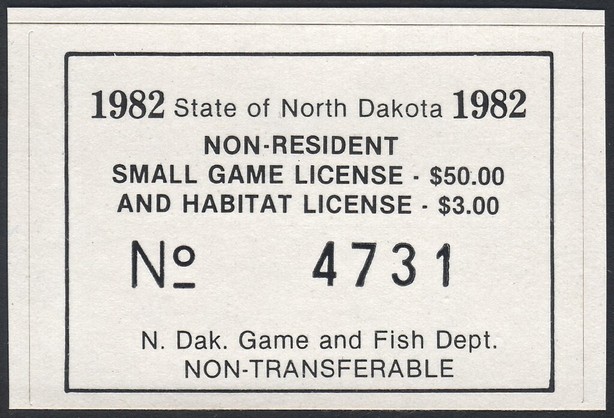 1982 State of North Dakota 1982
NON-RESIDENT
SMALL GAME LICENSE - $50.00
AND HABITAT LICENSE - $3.00
Nº 4731
N. Dak. Game and Fish Dept.
NON-TRANSFERABLE